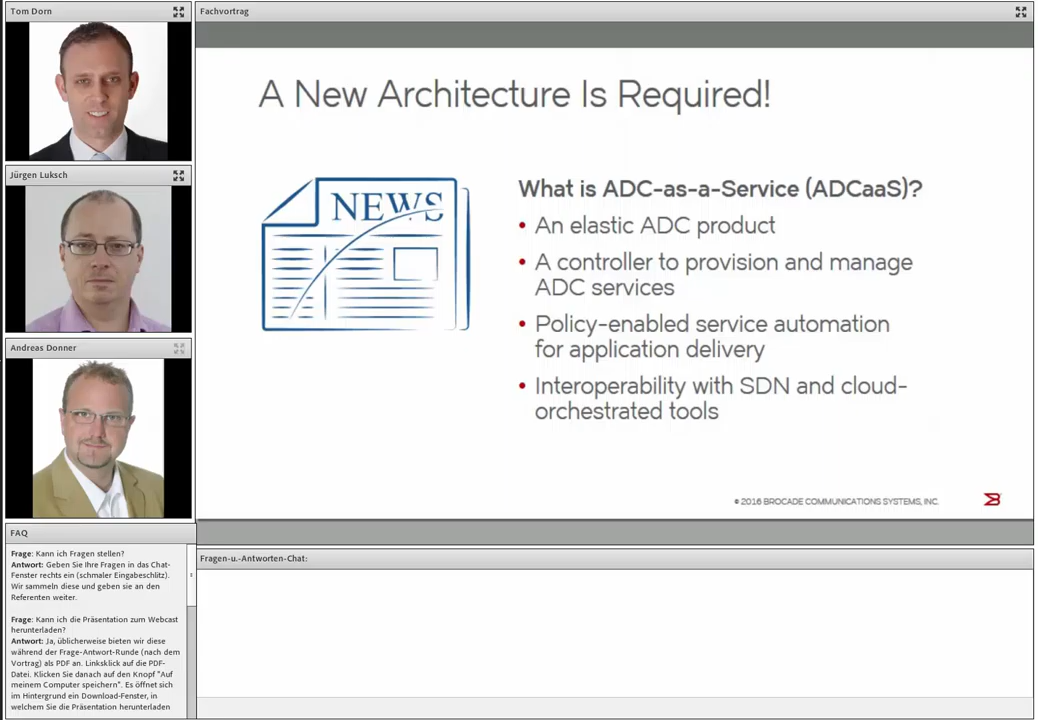 Tom Dorn
Fachvortrag
A New Architecture Is Required!
NEWS
What is ADC-as-a-Service (ADCaaS)?
• An elastic ADC product
• A controller to provision and manage
ADC services
• Policy-enabled service automation
for application delivery
• Interoperability with SDN and cloud-
orchestrated tools
© 2016 BROCADE COMMUNICATIONS SYSTEMS, INC.
Jürgen Luksch
Andreas Donner
FAQ
Frage: Kann ich Fragen stellen?
Antwort: Geben Sie Ihre Fragen in das Chat-
Fenster rechts ein (schmaler Eingabeschlitz).
Wir sammeln diese und geben sie an den
Referenten weiter.
Frage: Kann ich die Präsentation zum Webcast
herunterladen?
Antwort: Ja, üblicherweise bieten wir diese
während der Frage-Antwort-Runde (nach dem
Vortrag) als PDF an. Linksklick auf die PDF-
Datei. Klicken Sie danach auf den Knopf "Auf
meinem Computer speichern". Es öffnet sich
im Hintergrund ein Download-Fenster, in
welchem Sie die Präsentation herunterladen
Fragen-u.-Antworten-Chat: